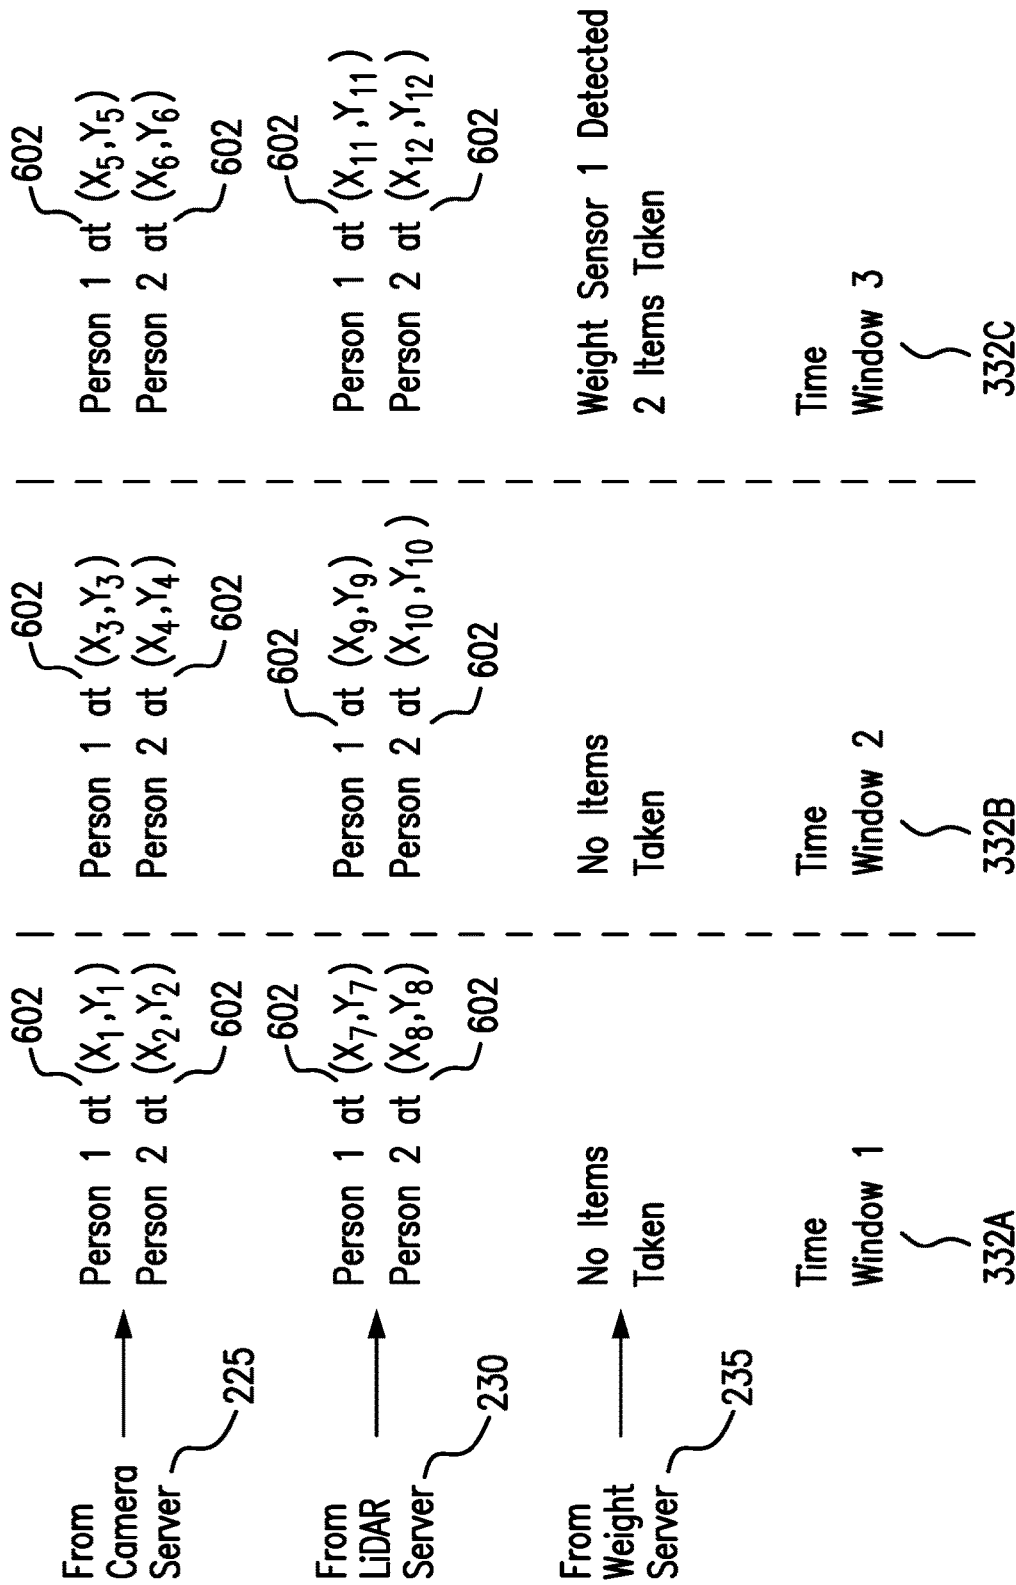 From
Camera
Server
225
602
Person 1 at (X1,Y1)
Person 2 at (X2,Y2)
602
602
Person 1 at (X3,Y3)
Person 2 at (X4,Y4)
602
602
Person 1 at (X5,Y5)
Person 2 at (X6,Y6)
602
From
LiDAR
Server
230
602
Person 1 at (X7,Y7)
Person 2 at (X8,Y8)
602
602
Person 1 at (X9,Y9)
Person 2 at (X10,Y10)
602
602
Person 1 at (X11,Y11)
Person 2 at (X12,Y12)
602
From
Weight
Server
235
No Items
Taken
No Items
Taken
Weight Sensor 1 Detected
2 Items Taken
Time
Window 1
332A
Time
Window 2
332B
Time
Window 3
332C